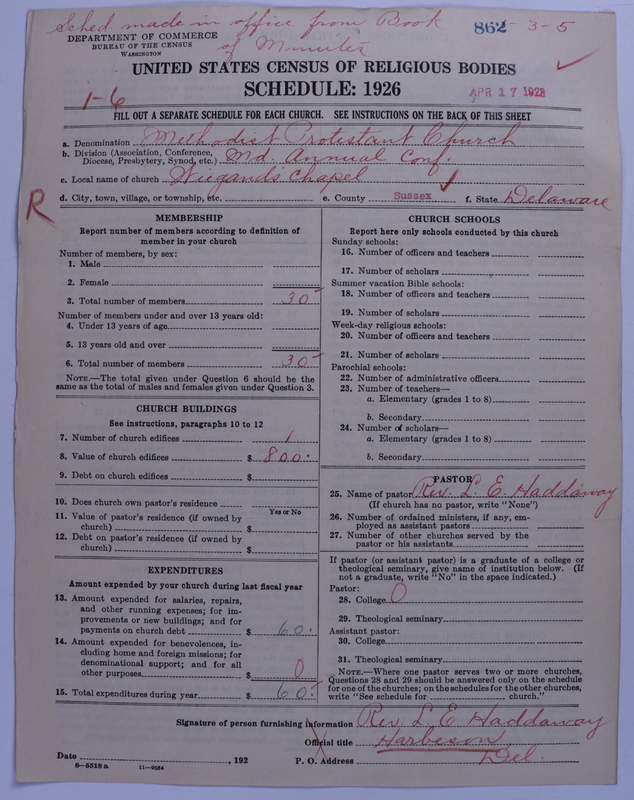 Sched made in office from Book
of Minutes
862-3-5
DEPARTMENT OF COMMERCE
BUREAU OF THE CENSUS
WASHINGTON
UNITED STATES CENSUS OF RELIGIOUS BODIES
SCHEDULE: 1926
APR 17 1928
1-6
FILL OUT A SEPARATE SCHEDULE FOR EACH CHURCH. SEE INSTRUCTIONS ON THE BACK OF THIS SHEET
a. Denomination Methodist Protestant Church
b. Division (Association, Conference,
Diocese, Presbytery, Synod, etc.) Md. Annual Conf.
c. Local name of church Wiegands Chapel
d. City, town, village, or township, etc. e. County Sussex f. State Delaware
R
MEMBERSHIP
Report number of members according to definition of
member in your church
Number of members, by sex:
1. Male
2. Female
3. Total number of members 30
Number of members under and over 13 years old:
4. Under 13 years of age
5. 13 years old and over
6. Total number of members 30
NOTE.—The total given under Question 6 should be the
same as the total of males and females given under Question 3.
CHURCH BUILDINGS
See instructions, paragraphs 10 to 12
7. Number of church edifices 1
8. Value of church edifices $ 800.
9. Debt on church edifices $
10. Does church own pastor's residence
Yes or No
11. Value of pastor's residence (if owned by
church) $
12. Debt on pastor's residence (if owned by
church) $
EXPENDITURES
Amount expended by your church during last fiscal year
13. Amount expended for salaries, repairs,
and other running expenses; for im-
provements or new buildings; and for
payments on church debt $ 60.
14. Amount expended for benevolences, in-
cluding home and foreign missions; for
denominational support; and for all
other purposes $ 0
15. Total expenditures during year $ 60.
CHURCH SCHOOLS
Report here only schools conducted by this church
Sunday schools:
16. Number of officers and teachers
17. Number of scholars
Summer vacation Bible schools:
18. Number of officers and teachers
19. Number of scholars
Week-day religious schools:
20. Number of officers and teachers
21. Number of scholars
Parochial schools:
22. Number of administrative officers
23. Number of teachers—
a. Elementary (grades 1 to 8)
b. Secondary
24. Number of scholars—
a. Elementary (grades 1 to 8)
b. Secondary
PASTOR
25. Name of pastor Rev. L. E. Haddaway
(If church has no pastor, write "None")
26. Number of ordained ministers, if any, em-
ployed as assistant pastors
27. Number of other churches served by the
pastor or his assistants
If pastor (or assistant pastor) is a graduate of a college or
theological seminary, give name of institution below. (If
not a graduate, write "No" in the space indicated.)
Pastor:
28. College 0
29. Theological seminary
Assistant pastor:
30. College
31. Theological seminary
NOTE.—Where one pastor serves two or more churches,
Questions 28 and 29 should be answered only on the schedule
for one of the churches; on the schedules for the other churches,
write "See schedule for church."
Signature of person furnishing information Rev. L. E. Haddaway
Official title Harbeson
Date , 192 P. O. Address Del.
8-5518a 11-9054